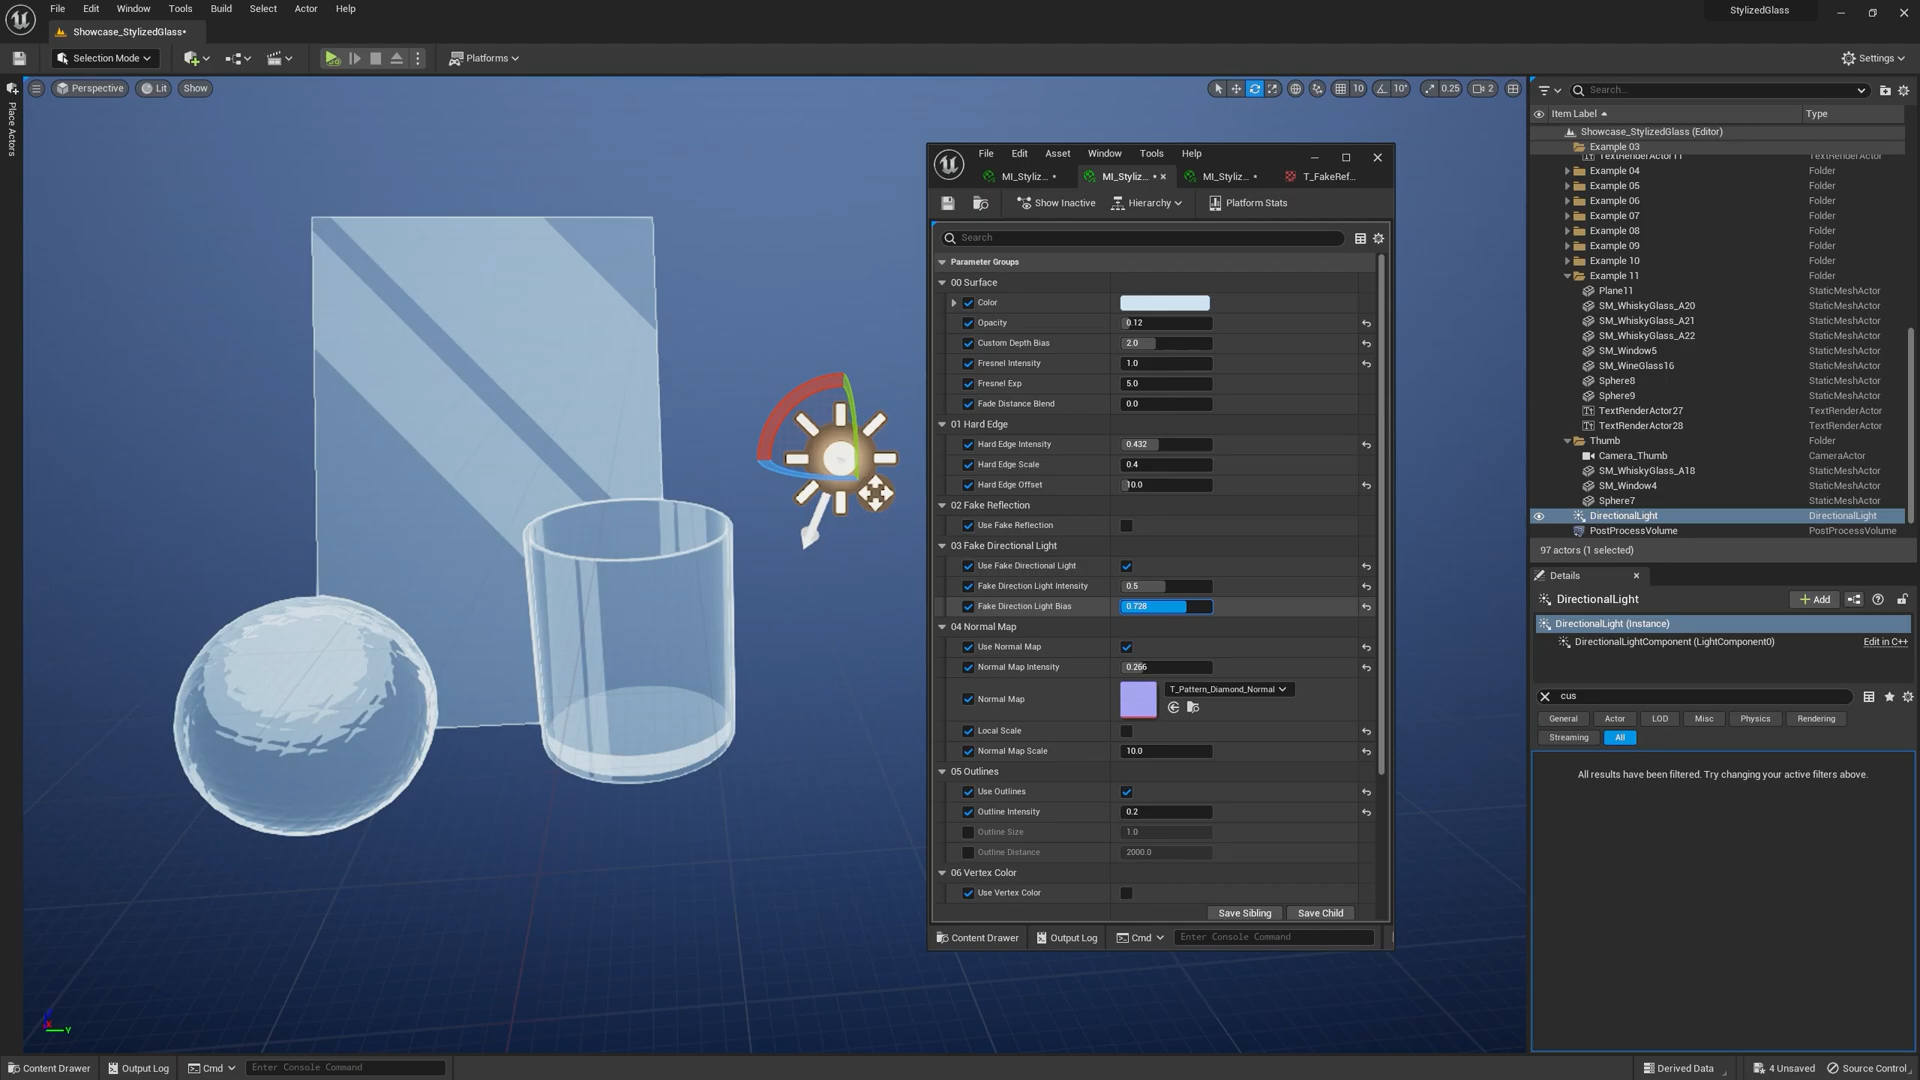 File Edit Window Tools Build Select Actor Help
StylizedGlass
Showcase_StylizedGlass•
Selection Mode
Platforms
Settings
Place Actors
Perspective
Lit
Show
10
10°
0.25
2
Search...
Item Label
Type
Showcase_StylizedGlass (Editor)
Example 03
TextRenderActor11 TextRenderActor
Example 04 Folder
Example 05 Folder
Example 06 Folder
Example 07 Folder
Example 08 Folder
Example 09 Folder
Example 10 Folder
Example 11 Folder
Plane11 StaticMeshActor
SM_WhiskyGlass_A20 StaticMeshActor
SM_WhiskyGlass_A21 StaticMeshActor
SM_WhiskyGlass_A22 StaticMeshActor
SM_Window5 StaticMeshActor
SM_WineGlass16 StaticMeshActor
Sphere8 StaticMeshActor
Sphere9 StaticMeshActor
TextRenderActor27 TextRenderActor
TextRenderActor28 TextRenderActor
Thumb Folder
Camera_Thumb CameraActor
SM_WhiskyGlass_A18 StaticMeshActor
SM_Window4 StaticMeshActor
Sphere7 StaticMeshActor
DirectionalLight DirectionalLight
PostProcessVolume PostProcessVolume
97 actors (1 selected)
Details
DirectionalLight
Add
DirectionalLight (Instance)
DirectionalLightComponent (LightComponent0) Edit in C++
cus
General Actor LOD Misc Physics Rendering
Streaming All
All results have been filtered. Try changing your active filters above.
File Edit Asset Window Tools Help
MI_Styliz... •
MI_Styliz... •
MI_Styliz... •
T_FakeRef...
Show Inactive
Hierarchy
Platform Stats
Search
Parameter Groups
00 Surface
Color
Opacity 0.12
Custom Depth Bias 2.0
Fresnel Intensity 1.0
Fresnel Exp 5.0
Fade Distance Blend 0.0
01 Hard Edge
Hard Edge Intensity 0.432
Hard Edge Scale 0.4
Hard Edge Offset 10.0
02 Fake Reflection
Use Fake Reflection
03 Fake Directional Light
Use Fake Directional Light
Fake Direction Light Intensity 0.5
Fake Direction Light Bias 0.728
04 Normal Map
Use Normal Map
Normal Map Intensity 0.266
Normal Map T_Pattern_Diamond_Normal
Local Scale
Normal Map Scale 10.0
05 Outlines
Use Outlines
Outline Intensity 0.2
Outline Size 1.0
Outline Distance 2000.0
06 Vertex Color
Use Vertex Color
Save Sibling
Save Child
Content Drawer
Output Log
Cmd
Enter Console Command
X
Y
Content Drawer
Output Log
Cmd
Enter Console Command
Derived Data
4 Unsaved
Source Control